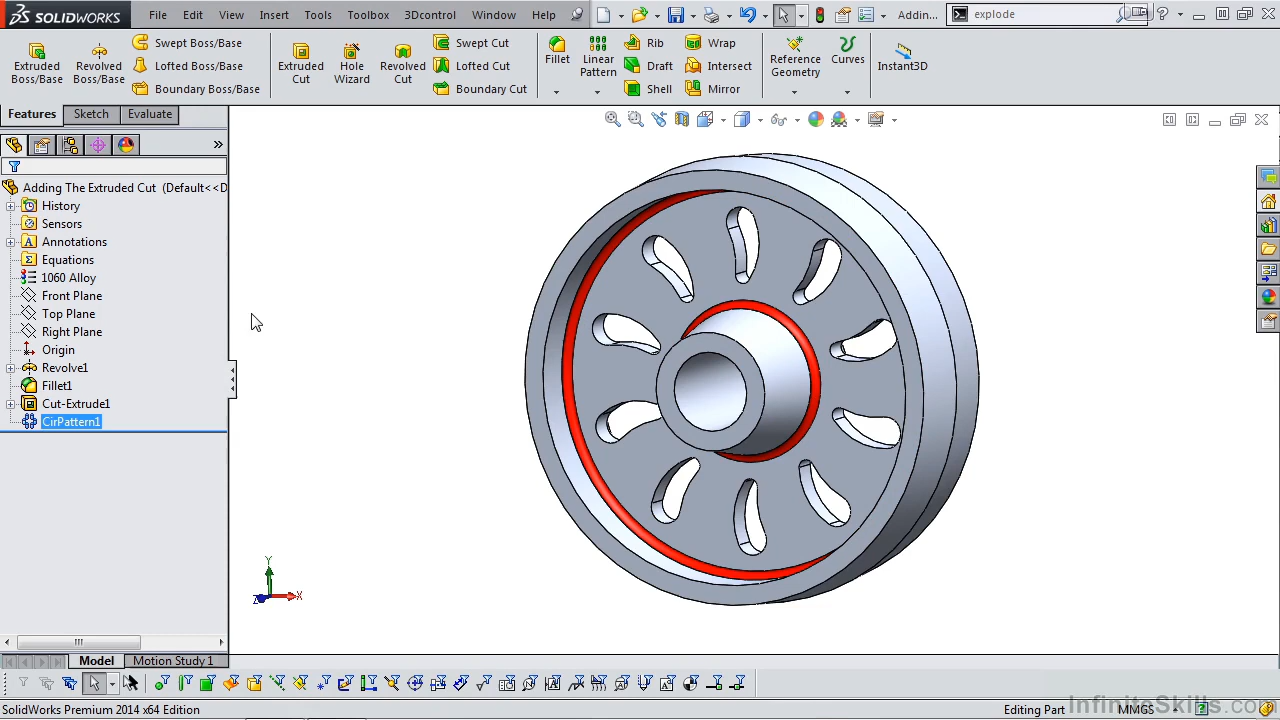 SOLIDWORKS File Edit View Insert Tools Toolbox 3Dcontrol Window Help Addin... explode
Extruded Boss/Base
Revolved Boss/Base
Swept Boss/Base
Lofted Boss/Base
Boundary Boss/Base
Extruded Cut
Hole Wizard
Revolved Cut
Swept Cut
Lofted Cut
Boundary Cut
Fillet
Linear Pattern
Rib
Draft
Shell
Wrap
Intersect
Mirror
Reference Geometry
Curves
Instant3D
Features Sketch Evaluate
Adding The Extruded Cut (Default<<D
History
Sensors
Annotations
Equations
1060 Alloy
Front Plane
Top Plane
Right Plane
Origin
Revolve1
Fillet1
Cut-Extrude1
CirPattern1
Y
X
Z
Model Motion Study 1
SolidWorks Premium 2014 x64 Edition Editing Part MMGS
InfiniteSkills.com